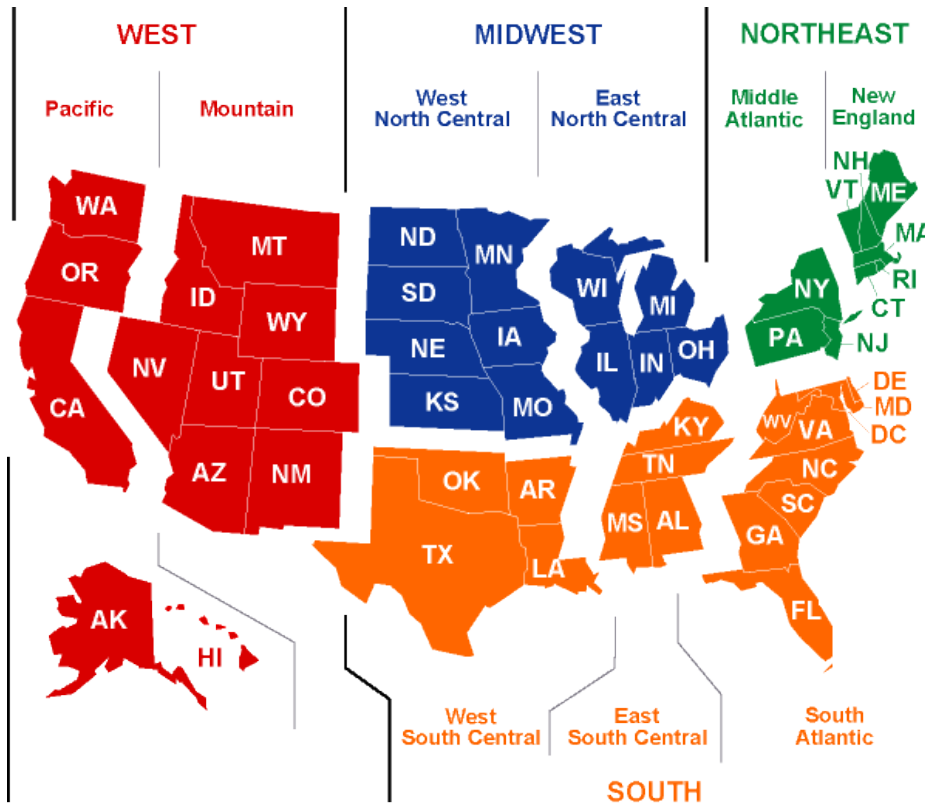 WEST
MIDWEST
NORTHEAST
Pacific
Mountain
West
North Central
East
North Central
Middle
Atlantic
New
England
WA
OR
CA
NV
ID
MT
WY
UT
CO
AZ
NM
AK
HI
ND
SD
NE
KS
MN
IA
MO
WI
IL
MI
IN
OH
NH
VT
ME
MA
RI
CT
NY
PA
NJ
DE
MD
DC
WV
VA
NC
SC
GA
FL
KY
TN
MS
AL
OK
AR
TX
LA
West
South Central
East
South Central
South
Atlantic
SOUTH